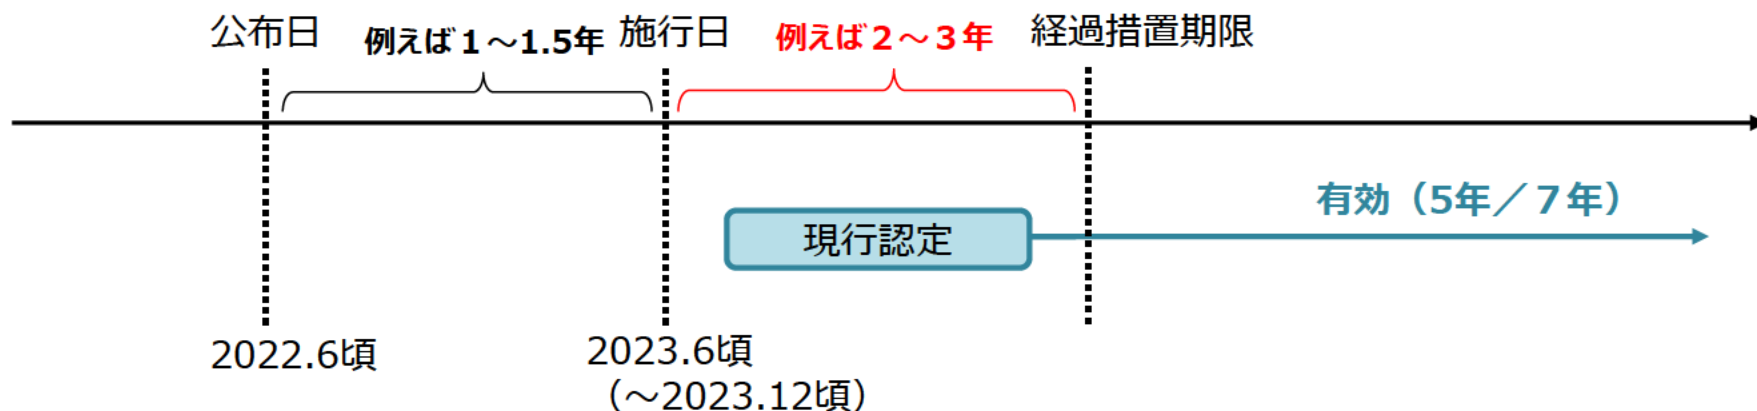 公布日
例えば１～1.5年
施行日
例えば２～３年
経過措置期限
有効（5年／７年）
現行認定
2022.6頃
2023.6頃
（～2023.12頃）